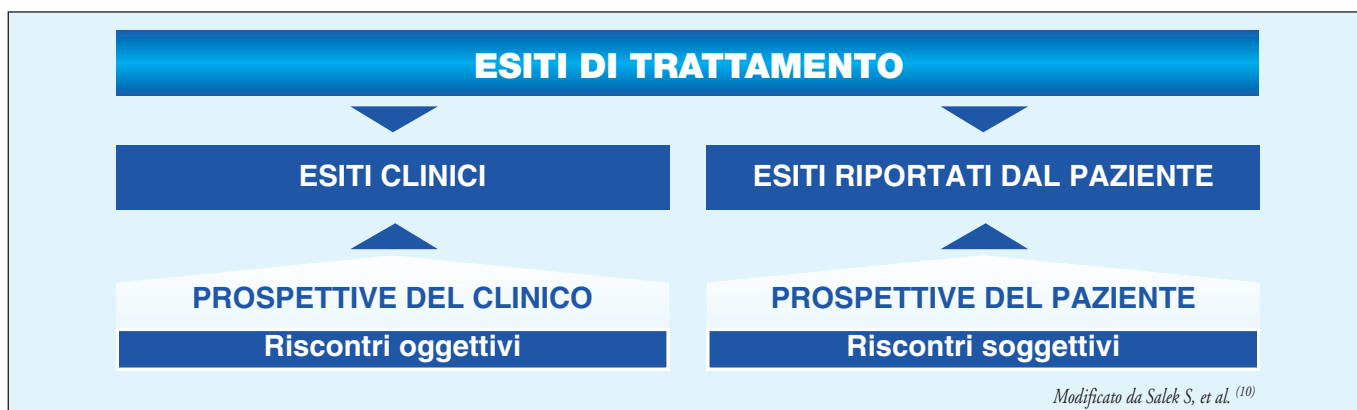 ESITI DI TRATTAMENTO
ESITI CLINICI
ESITI RIPORTATI DAL PAZIENTE
PROSPETTIVE DEL CLINICO
PROSPETTIVE DEL PAZIENTE
Riscontri oggettivi
Riscontri soggettivi
Modificato da Salek S, et al. (10)